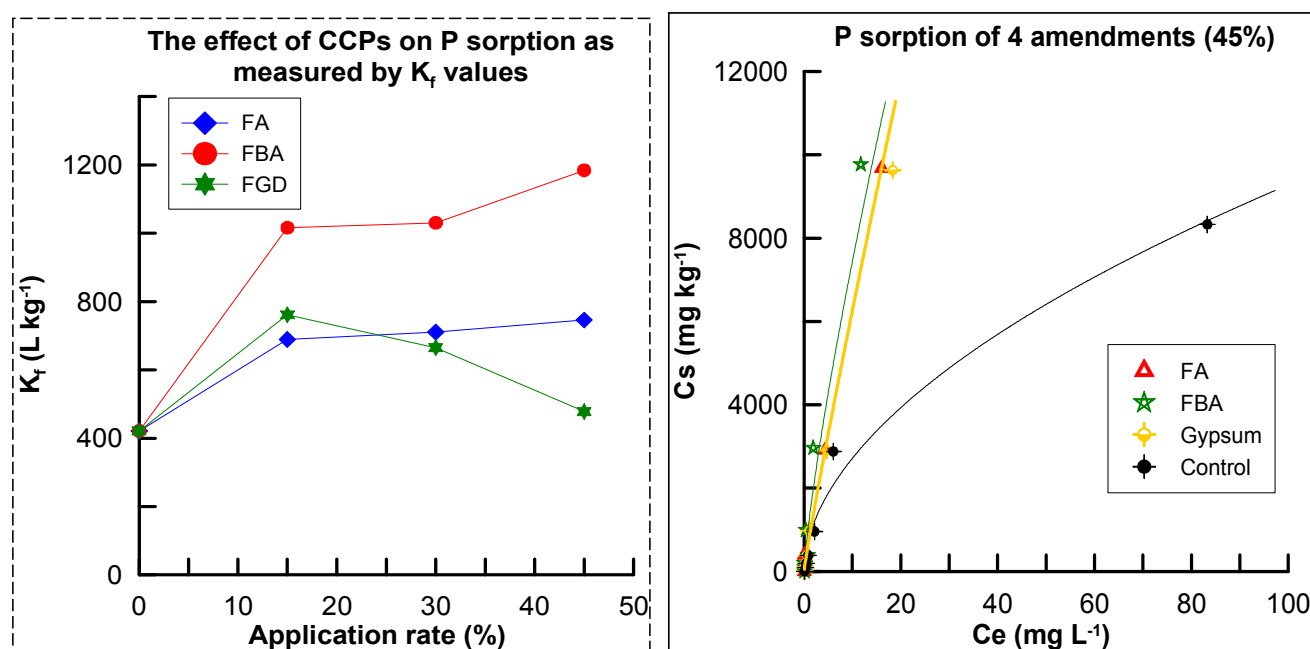 The effect of CCPs on P sorption as
measured by Kf values
FA
FBA
FGD
1200
800
400
0
Kf (L kg-1)
0 10 20 30 40 50
Application rate (%)
P sorption of 4 amendments (45%)
12000
8000
4000
0
Cs (mg kg-1)
FA
FBA
Gypsum
Control
0 20 40 60 80 100
Ce (mg L-1)